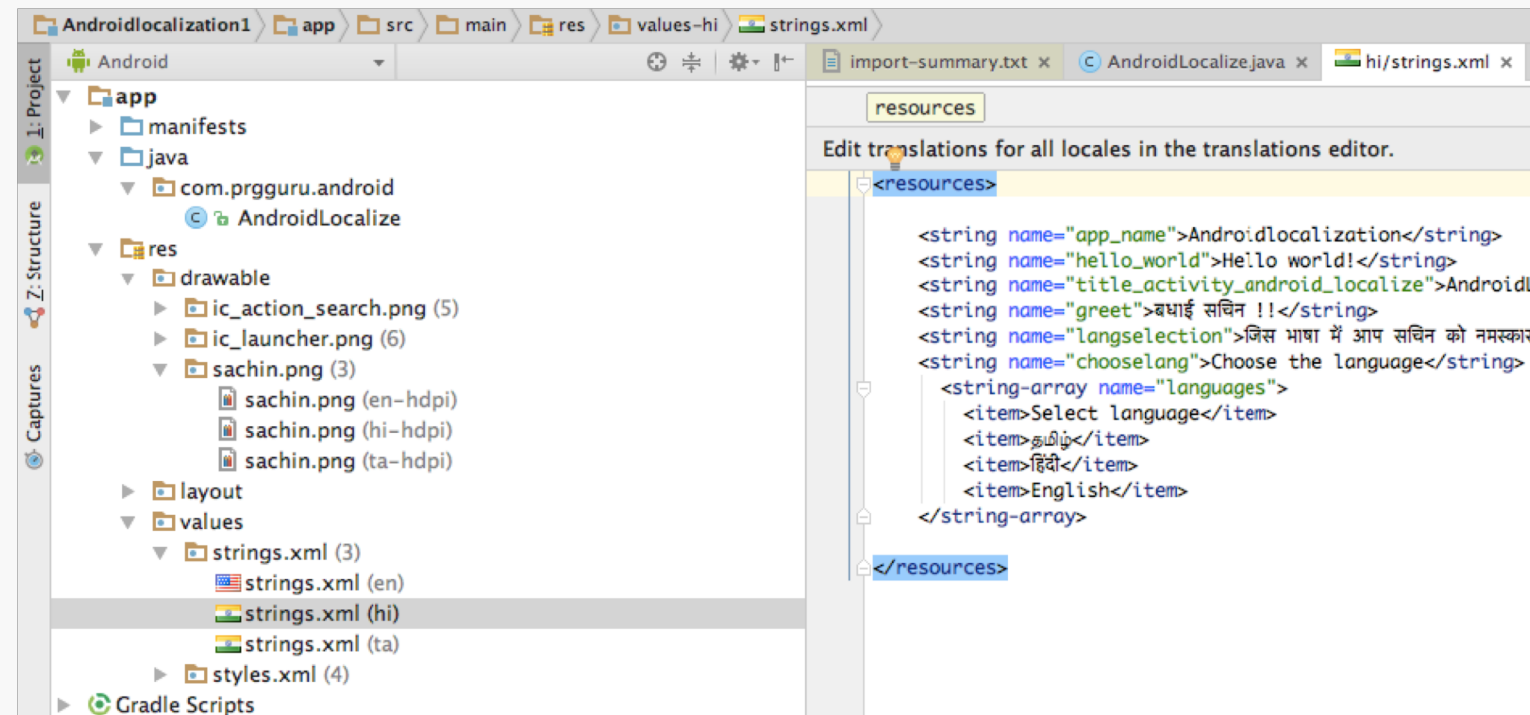 Androidlocalization1 app src main res values-hi strings.xml
Android
import-summary.txt AndroidLocalize.java hi/strings.xml
1: Project
Z: Structure
Captures
app
manifests
java
com.prgguru.android
AndroidLocalize
res
drawable
ic_action_search.png (5)
ic_launcher.png (6)
sachin.png (3)
sachin.png (en-hdpi)
sachin.png (hi-hdpi)
sachin.png (ta-hdpi)
layout
values
strings.xml (3)
strings.xml (en)
strings.xml (hi)
strings.xml (ta)
styles.xml (4)
Gradle Scripts
resources
Edit translations for all locales in the translations editor.
<resources>
<string name="app_name">Androidlocalization</string>
<string name="hello_world">Hello world!</string>
<string name="title_activity_android_localize">AndroidL
<string name="greet">बधाई सचिन !!</string>
<string name="langselection">जिस भाषा में आप सचिन को नमस्कार
<string name="chooselang">Choose the language</string>
<string-array name="languages">
<item>Select language</item>
<item>தமிழ்</item>
<item>हिंदी</item>
<item>English</item>
</string-array>
</resources>